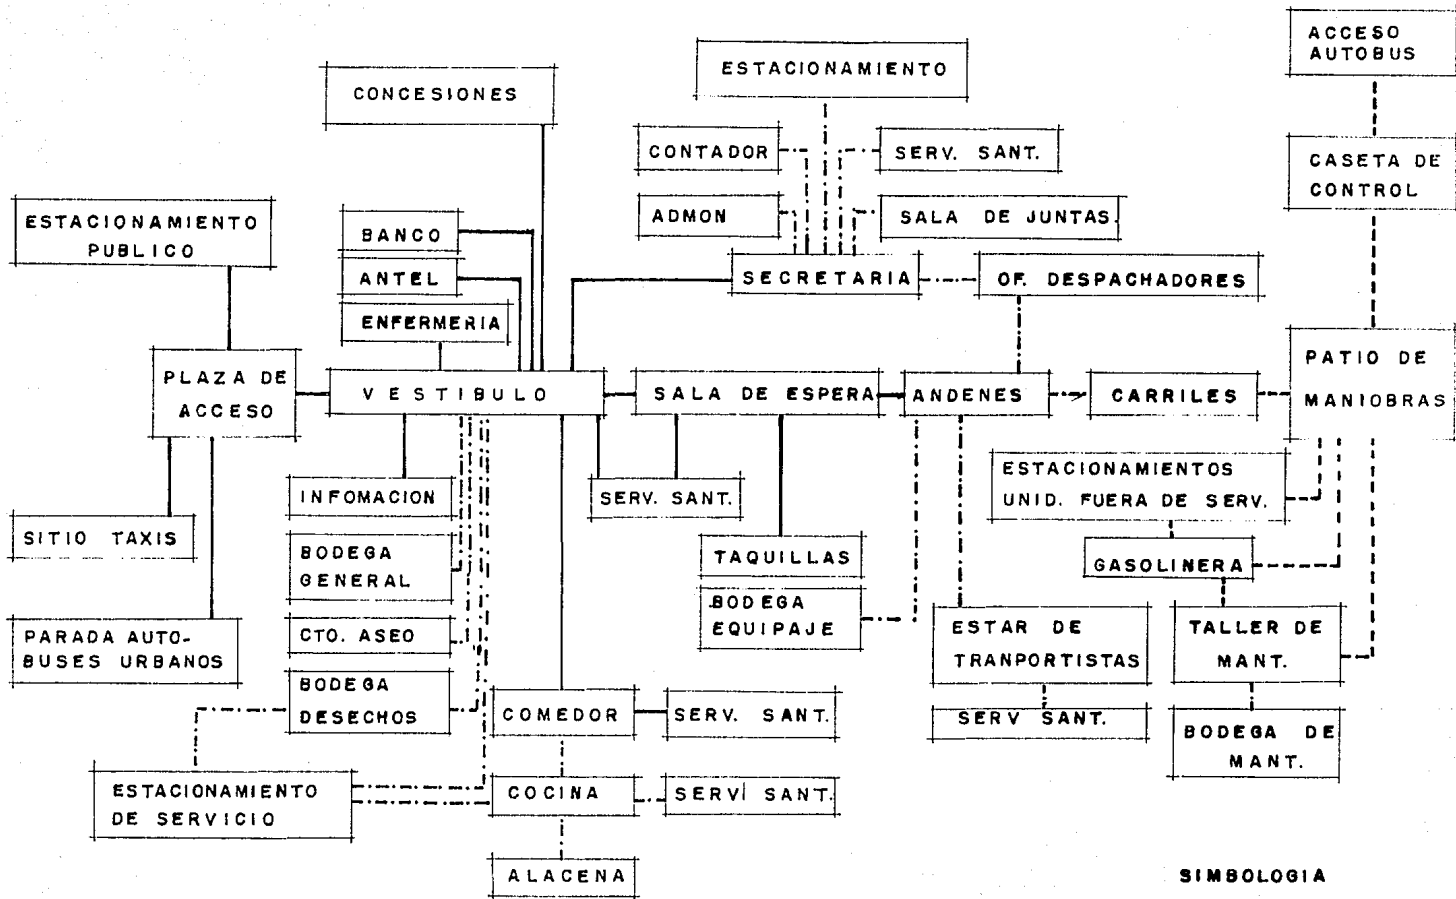 ACCESO
AUTOBUS
ESTACIONAMIENTO
CONCESIONES
CONTADOR
SERV. SANT.
CASETA DE
CONTROL
ESTACIONAMIENTO
PUBLICO
BANCO
ADMON
SALA DE JUNTAS.
ANTEL
SECRETARIA
OF. DESPACHADORES
ENFERMERIA
PLAZA DE
ACCESO
VESTIBULO
SALA DE ESPERA
ANDENES
CARRILES
PATIO DE
MANIOBRAS
INFOMACION
SERV. SANT.
ESTACIONAMIENTOS
UNID. FUERA DE SERV.
SITIO TAXIS
BODEGA
GENERAL
TAQUILLAS
GASOLINERA
BODEGA
EQUIPAJE
PARADA AUTO-
BUSES URBANOS
CTO. ASEO
ESTAR DE
TRANPORTISTAS
TALLER DE
MANT.
BODEGA
DESECHOS
COMEDOR
SERV. SANT.
SERV SANT.
BODEGA DE
MANT.
ESTACIONAMIENTO
DE SERVICIO
COCINA
SERVI SANT.
ALACENA
SIMBOLOGIA